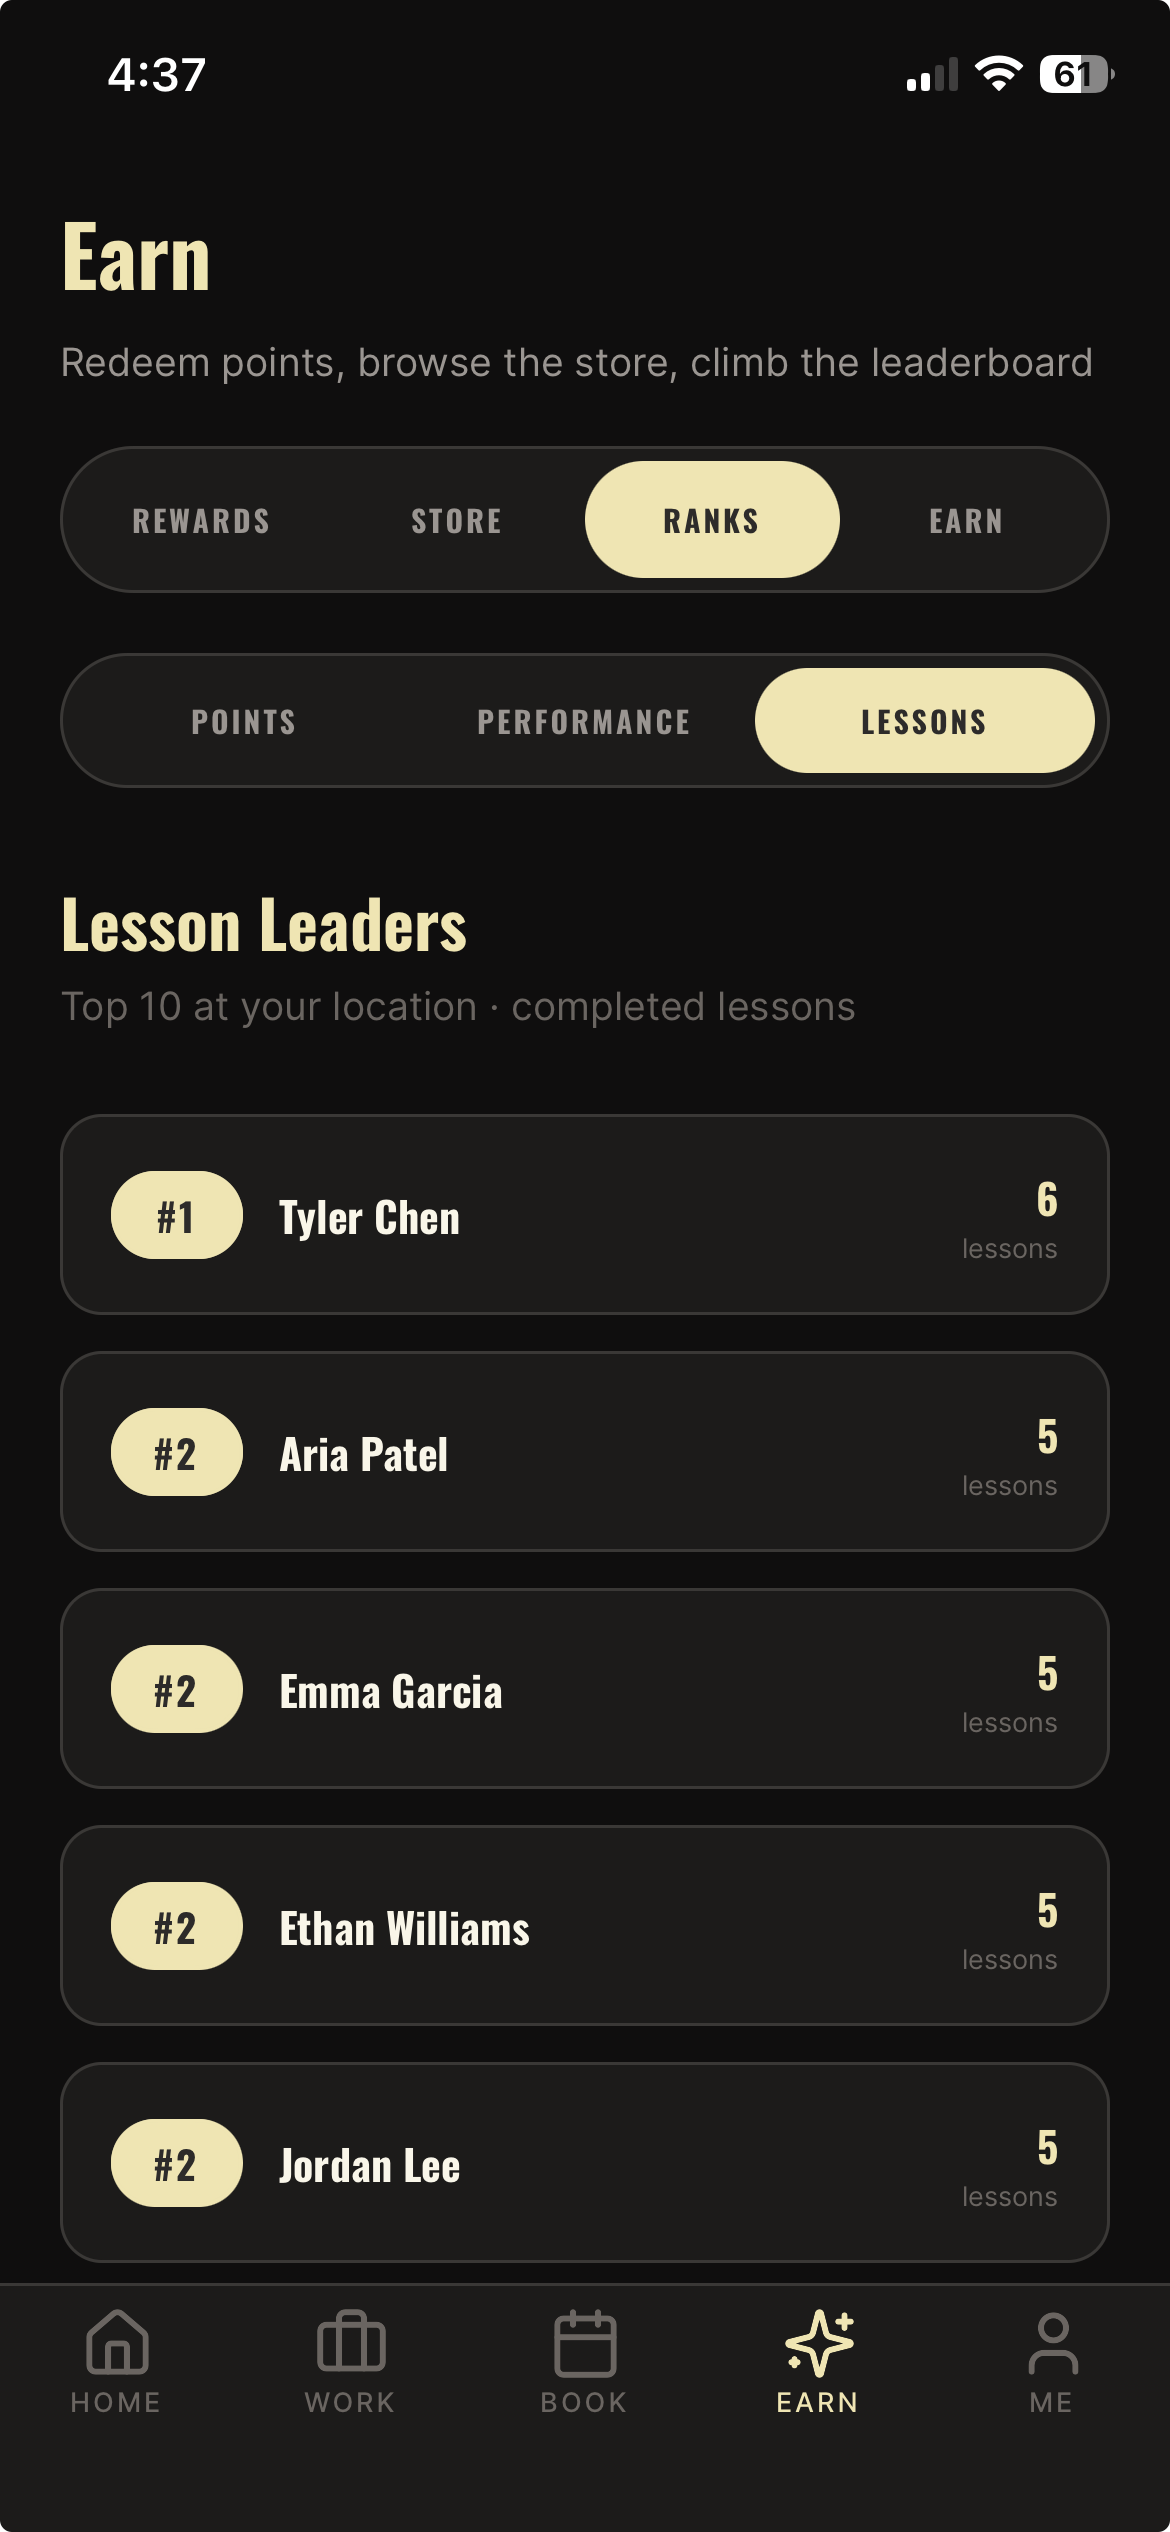 4:37
61
Earn
Redeem points, browse the store, climb the leaderboard
REWARDS STORE RANKS EARN
POINTS PERFORMANCE LESSONS
Lesson Leaders
Top 10 at your location · completed lessons
#1 Tyler Chen 6
lessons
#2 Aria Patel 5
lessons
#2 Emma Garcia 5
lessons
#2 Ethan Williams 5
lessons
#2 Jordan Lee 5
lessons
HOME WORK BOOK EARN ME